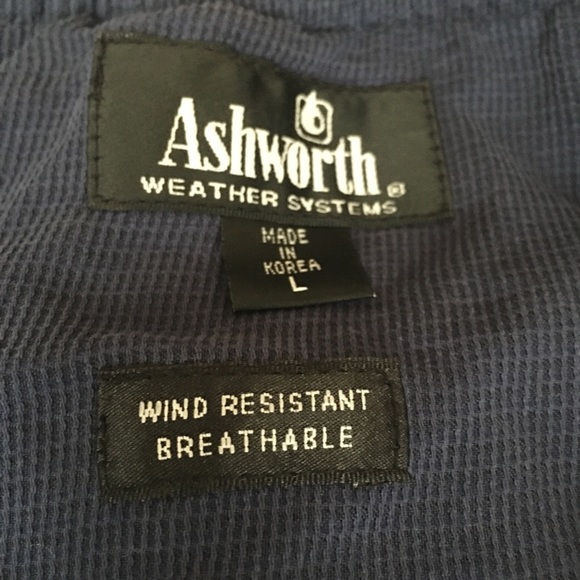 Ashworth®
WEATHER SYSTEMS
MADE
IN
KOREA
L
WIND RESISTANT
BREATHABLE